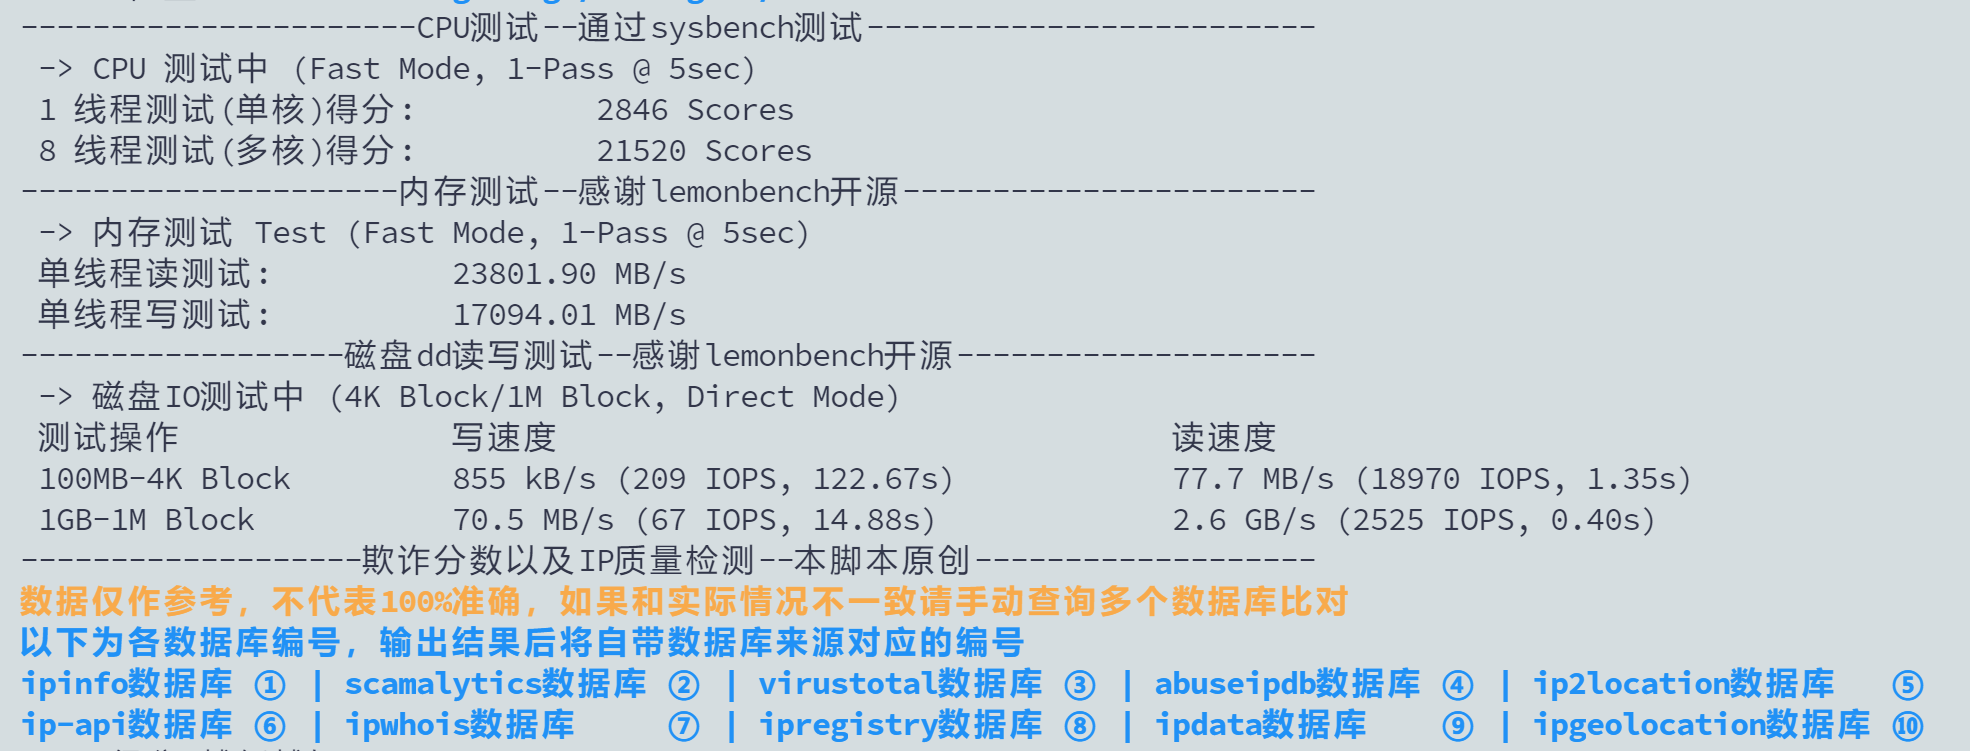 ---------------------CPU测试--通过sysbench测试-------------------------
-> CPU 测试中 (Fast Mode, 1-Pass @ 5sec)
1 线程测试(单核)得分: 2846 Scores
8 线程测试(多核)得分: 21520 Scores
---------------------内存测试--感谢lemonbench开源-----------------------
-> 内存测试 Test (Fast Mode, 1-Pass @ 5sec)
单线程读测试: 23801.90 MB/s
单线程写测试: 17094.01 MB/s
------------------磁盘dd读写测试--感谢lemonbench开源--------------------
-> 磁盘IO测试中 (4K Block/1M Block, Direct Mode)
测试操作 写速度 读速度
100MB-4K Block 855 kB/s (209 IOPS, 122.67s) 77.7 MB/s (18970 IOPS, 1.35s)
1GB-1M Block 70.5 MB/s (67 IOPS, 14.88s) 2.6 GB/s (2525 IOPS, 0.40s)
-------------------欺诈分数以及IP质量检测--本脚本原创-------------------
数据仅作参考，不代表100%准确，如果和实际情况不一致请手动查询多个数据库比对
以下为各数据库编号，输出结果后将自带数据库来源对应的编号
ipinfo数据库 ① | scamalytics数据库 ② | virustotal数据库 ③ | abuseipdb数据库 ④ | ip2location数据库 ⑤
ip-api数据库 ⑥ | ipwhois数据库 ⑦ | ipregistry数据库 ⑧ | ipdata数据库 ⑨ | ipgeolocation数据库 ⑩